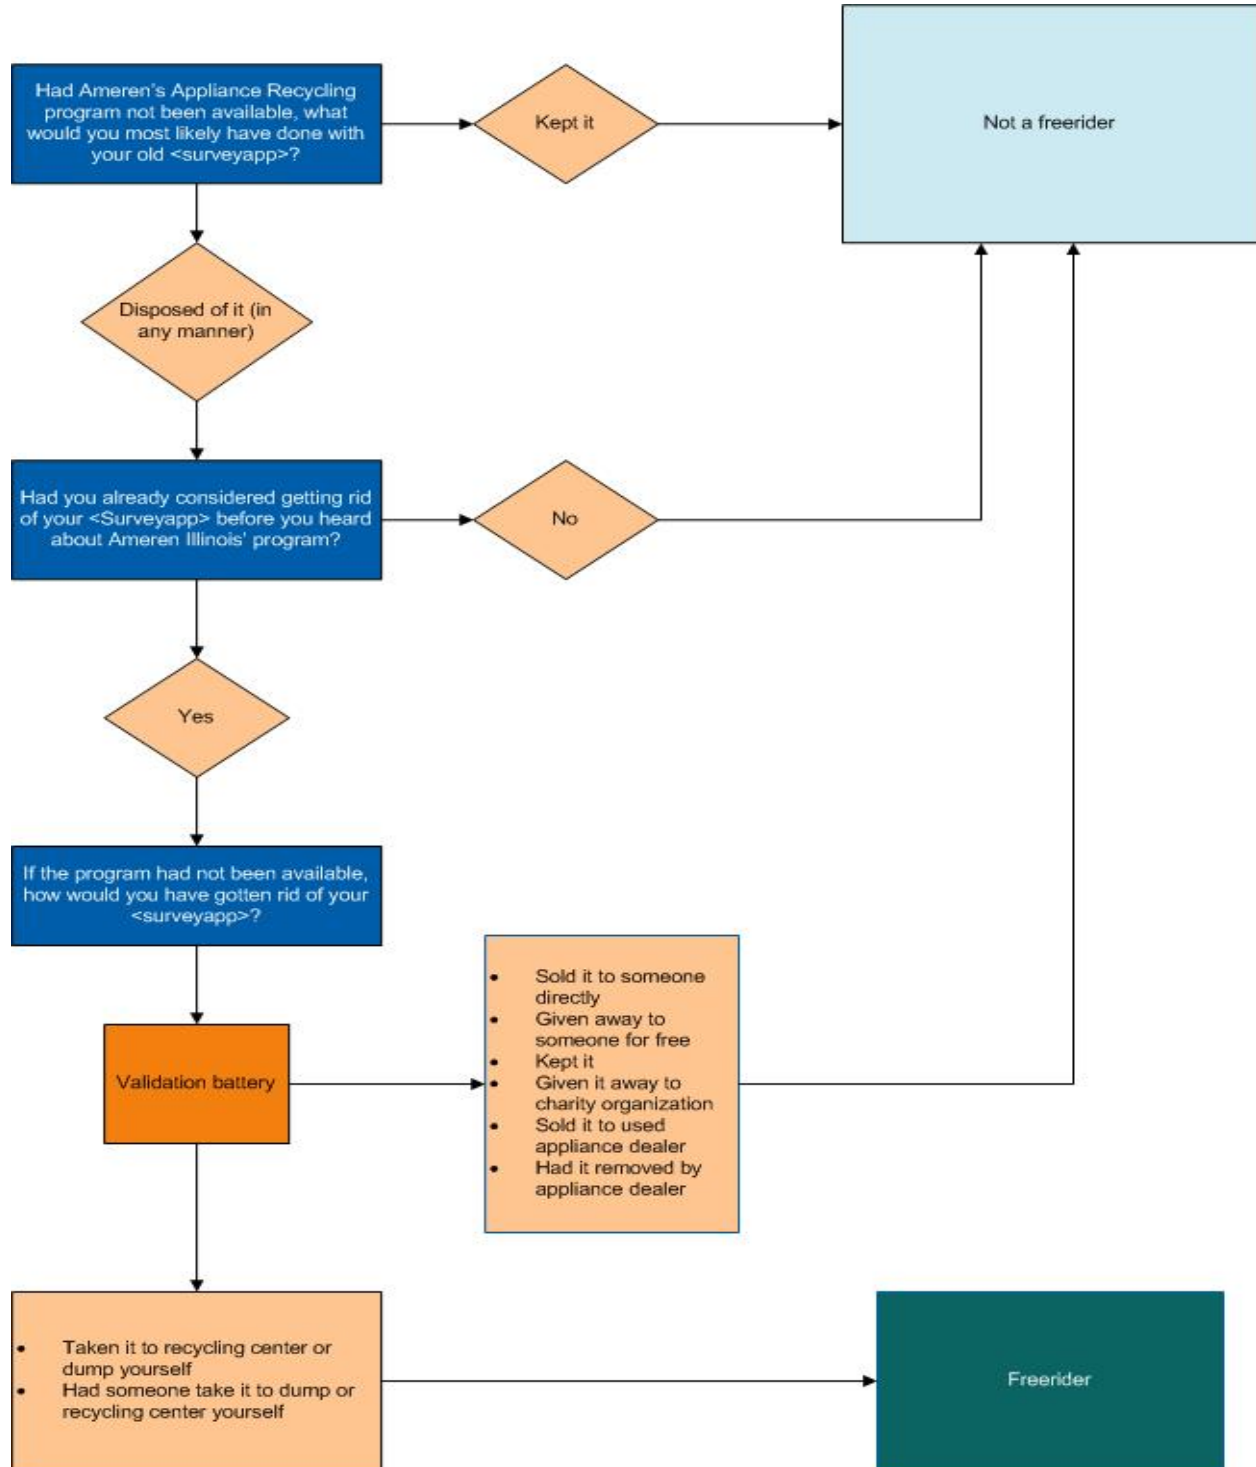 Had Ameren's Appliance Recycling
program not been available, what
would you most likely have done with
your old <surveyapp>?
Kept it
Not a freerider
Disposed of it (in
any manner)
Had you already considered getting rid
of your <Surveyapp> before you heard
about Ameren Illinois' program?
No
Yes
If the program had not been available,
how would you have gotten rid of your
<surveyapp>?
Validation battery
• Sold it to someone
directly
• Given away to
someone for free
• Kept it
• Given it away to
charity organization
• Sold it to used
appliance dealer
• Had it removed by
appliance dealer
• Taken it to recycling center or
dump yourself
• Had someone take it to dump or
recycling center yourself
Freerider